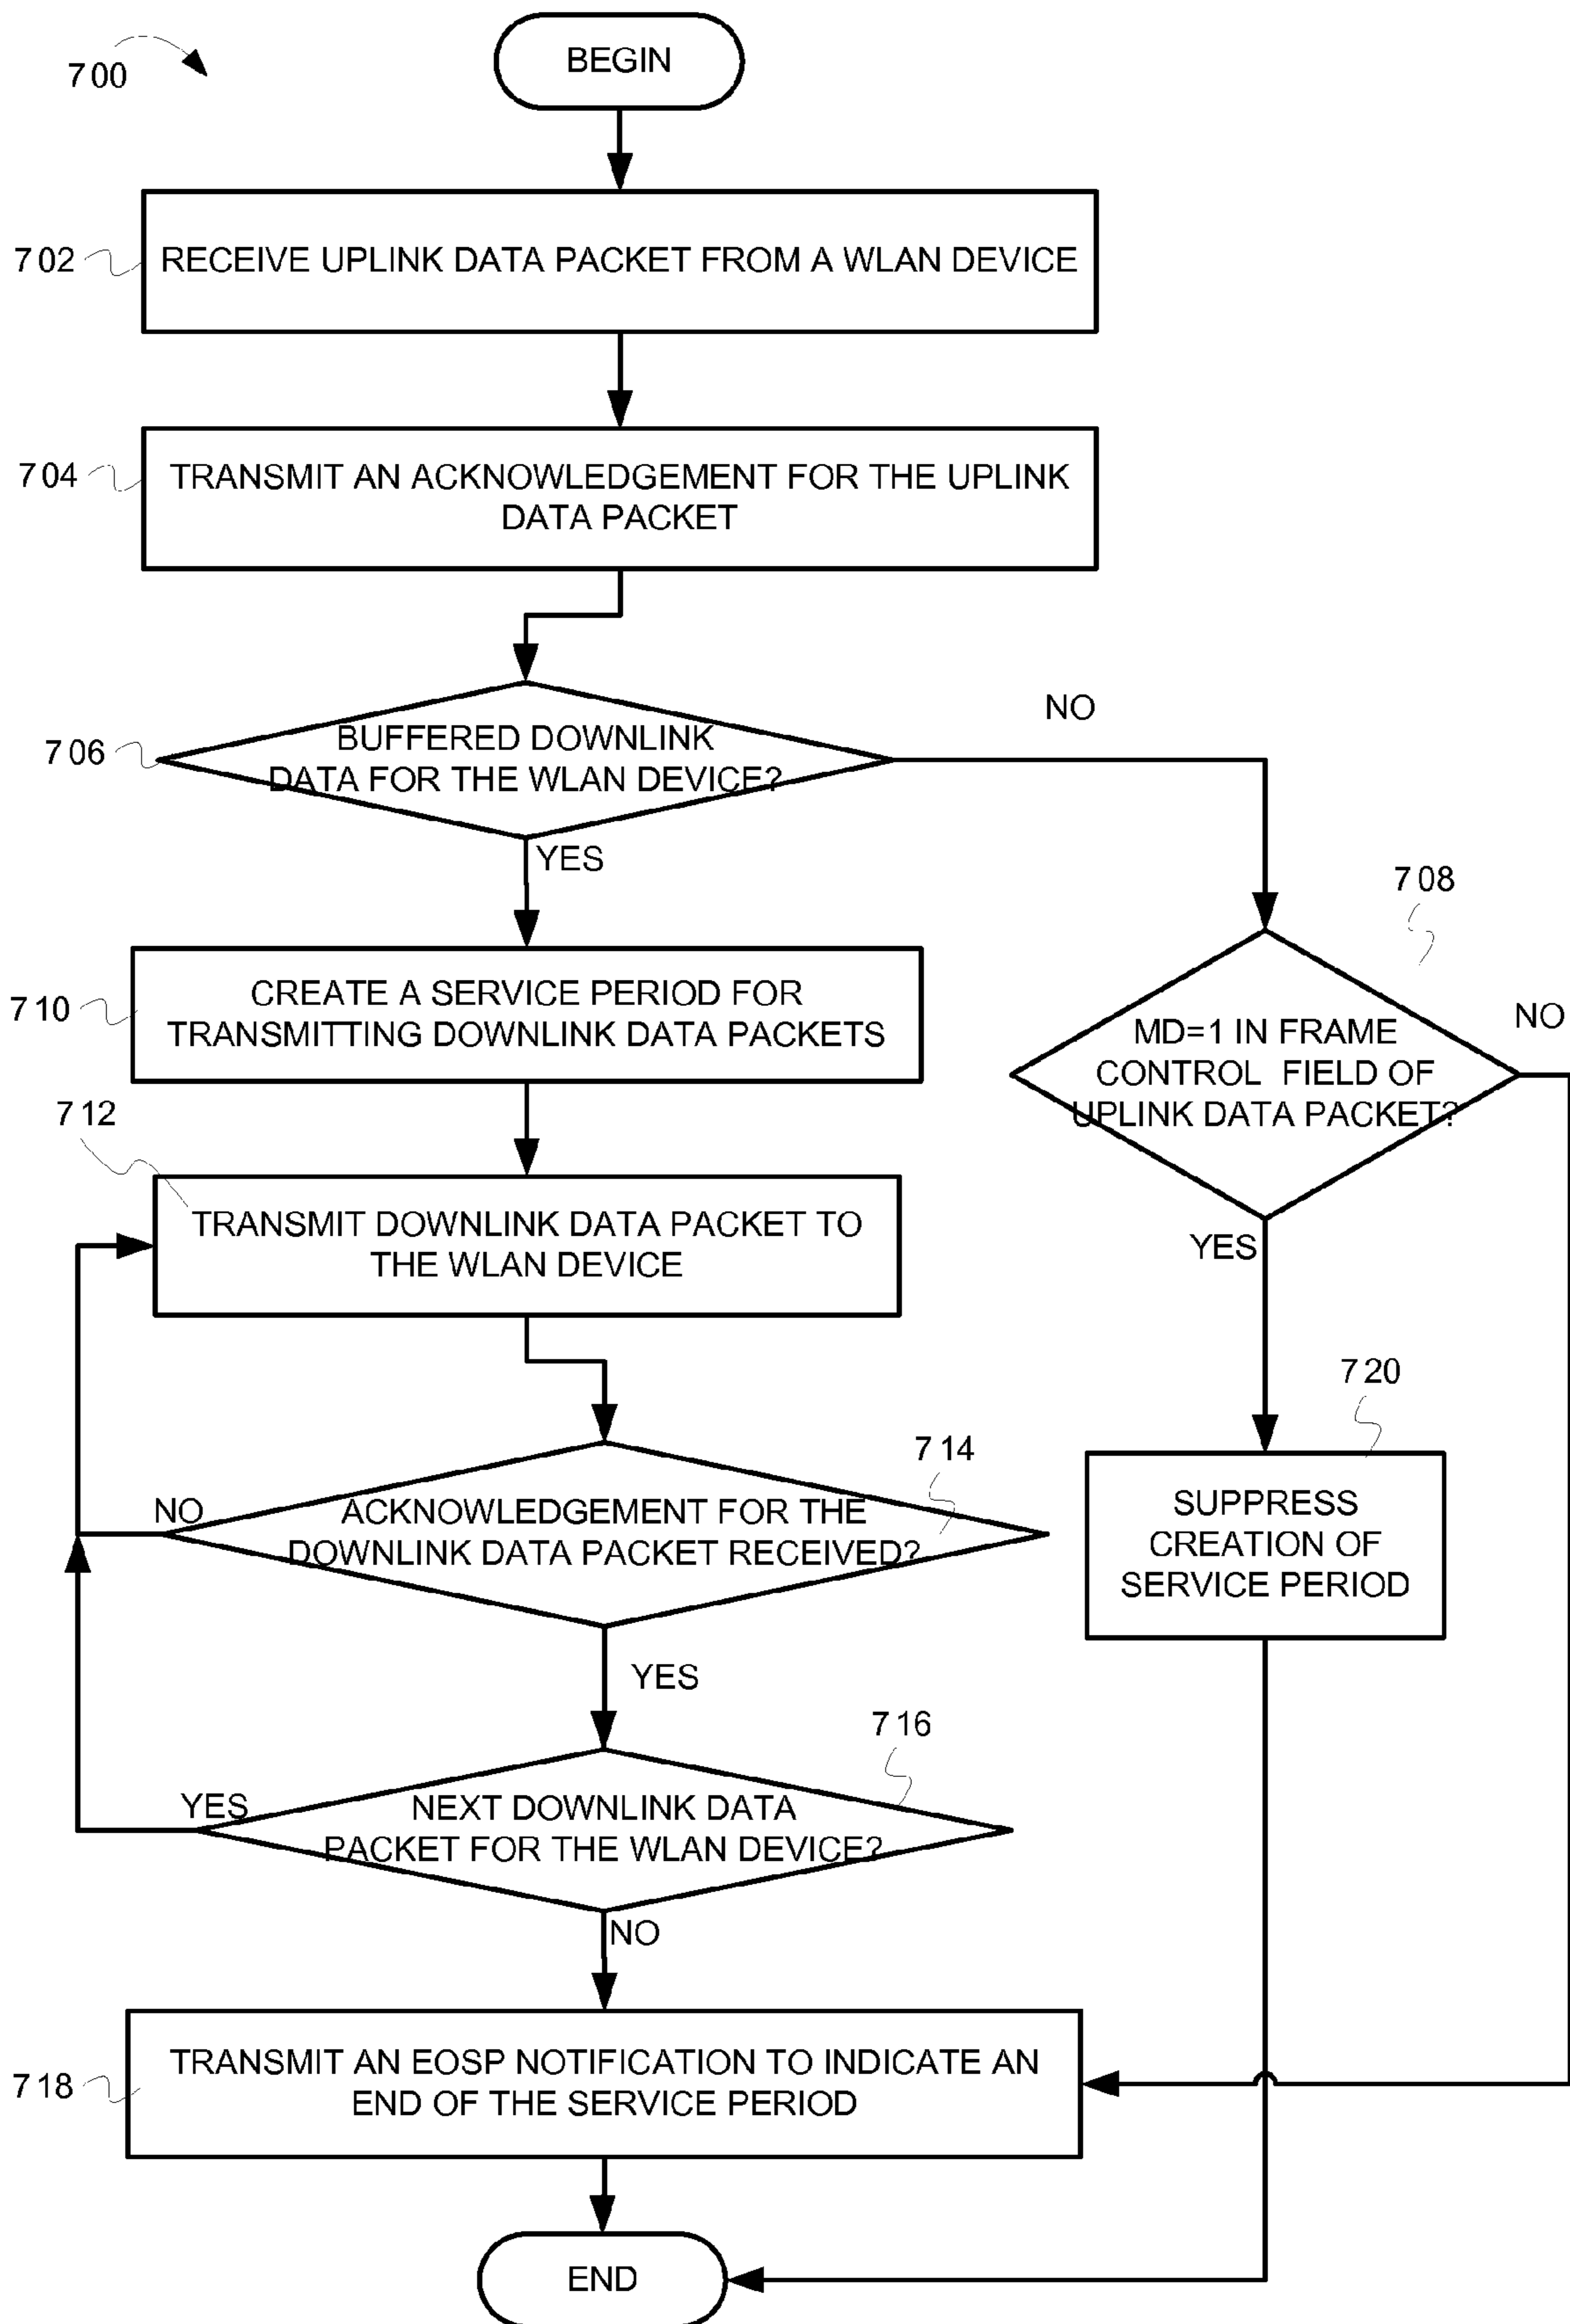 700
BEGIN
702
RECEIVE UPLINK DATA PACKET FROM A WLAN DEVICE
704
TRANSMIT AN ACKNOWLEDGEMENT FOR THE UPLINK
DATA PACKET
706
BUFFERED DOWNLINK
DATA FOR THE WLAN DEVICE?
NO
YES
708
MD=1 IN FRAME
CONTROL FIELD OF
UPLINK DATA PACKET?
NO
YES
710
CREATE A SERVICE PERIOD FOR
TRANSMITTING DOWNLINK DATA PACKETS
712
TRANSMIT DOWNLINK DATA PACKET TO
THE WLAN DEVICE
714
ACKNOWLEDGEMENT FOR THE
DOWNLINK DATA PACKET RECEIVED?
NO
YES
720
SUPPRESS
CREATION OF
SERVICE PERIOD
716
NEXT DOWNLINK DATA
PACKET FOR THE WLAN DEVICE?
YES
NO
718
TRANSMIT AN EOSP NOTIFICATION TO INDICATE AN
END OF THE SERVICE PERIOD
END